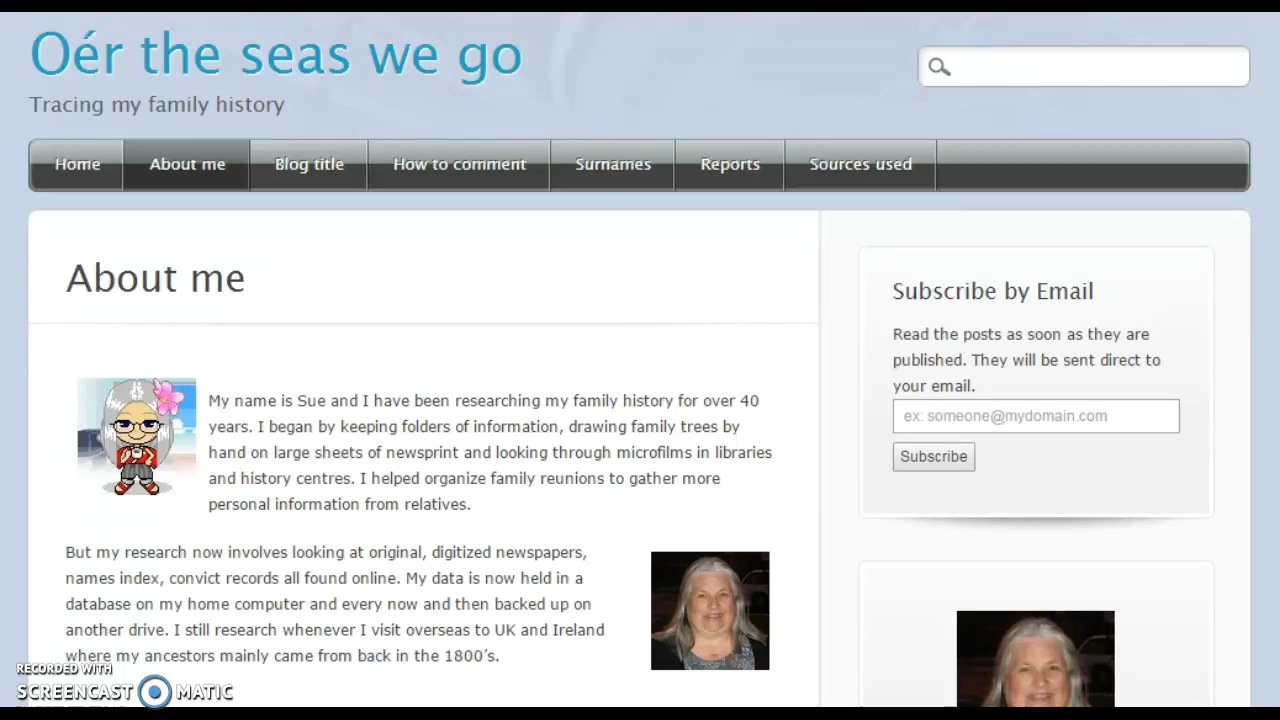 Oér the seas we go
Tracing my family history
Home About me Blog title How to comment Surnames Reports Sources used
About me
My name is Sue and I have been researching my family history for over 40
years. I began by keeping folders of information, drawing family trees by
hand on large sheets of newsprint and looking through microfilms in libraries
and history centres. I helped organize family reunions to gather more
personal information from relatives.
But my research now involves looking at original, digitized newspapers,
names index, convict records all found online. My data is now held in a
database on my home computer and every now and then backed up on
another drive. I still research whenever I visit overseas to UK and Ireland
where my ancestors mainly came from back in the 1800′s.
Subscribe by Email
Read the posts as soon as they are
published. They will be sent direct to
your email.
ex: someone@mydomain.com
Subscribe
RECORDED WITH
SCREENCAST MATIC